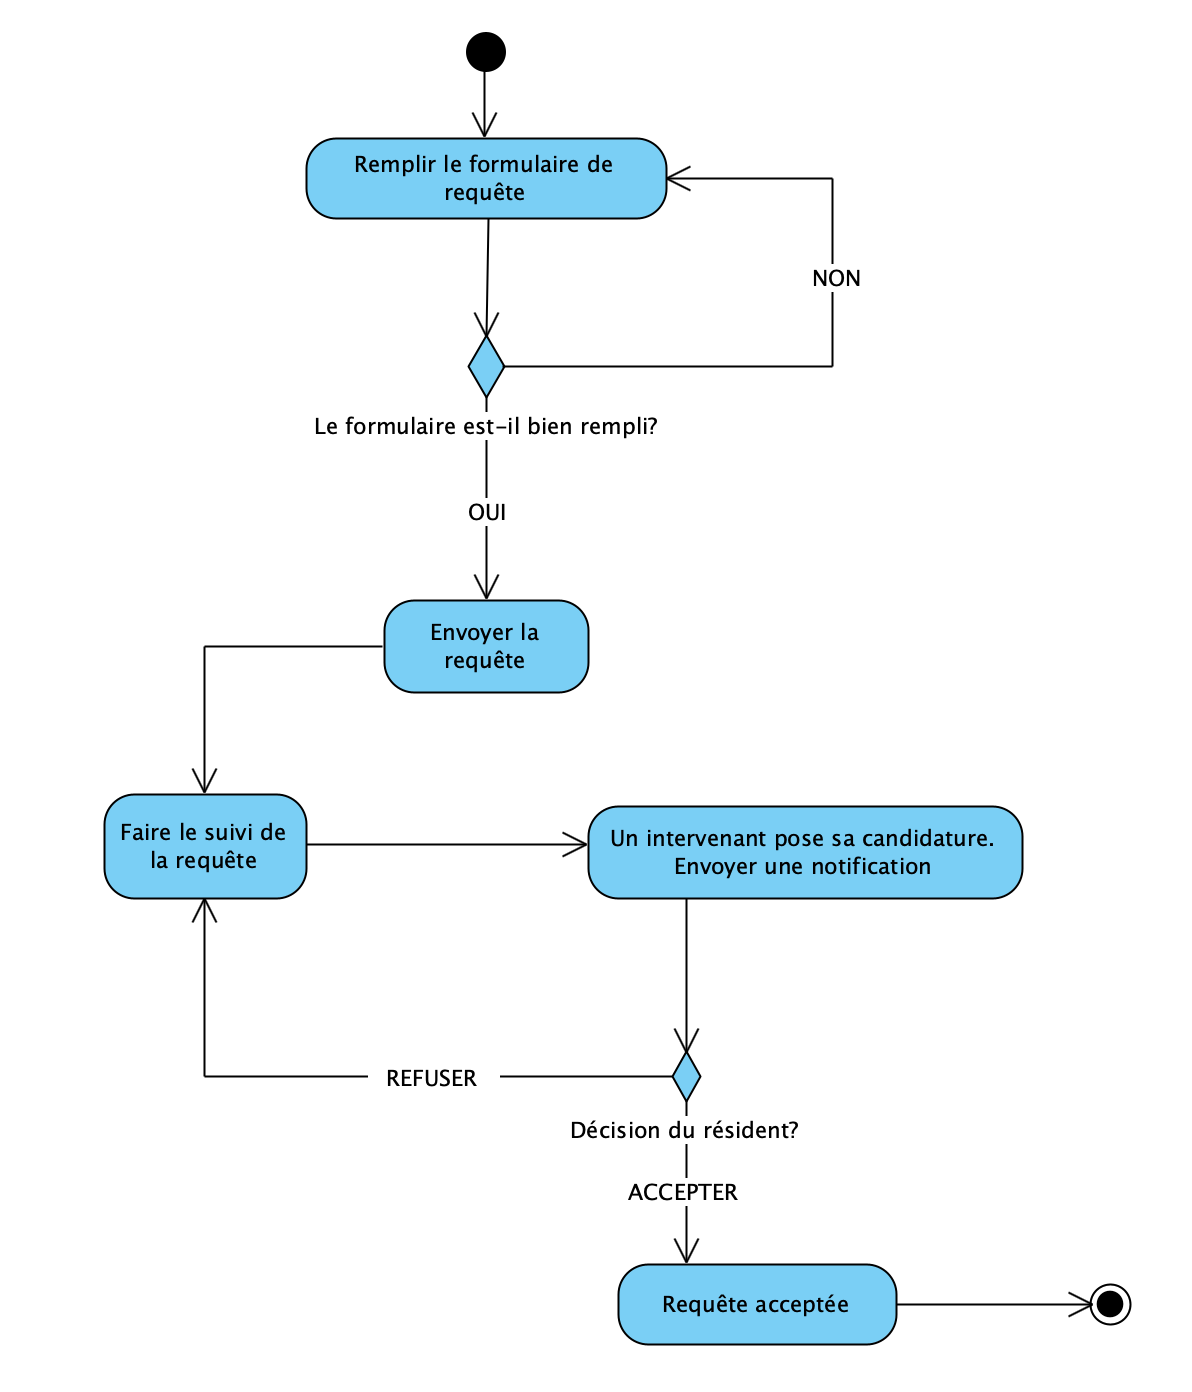 Remplir le formulaire de
requête
NON
Le formulaire est-il bien rempli?
OUI
Envoyer la
requête
Faire le suivi de
la requête
Un intervenant pose sa candidature.
Envoyer une notification
REFUSER
Décision du résident?
ACCEPTER
Requête acceptée